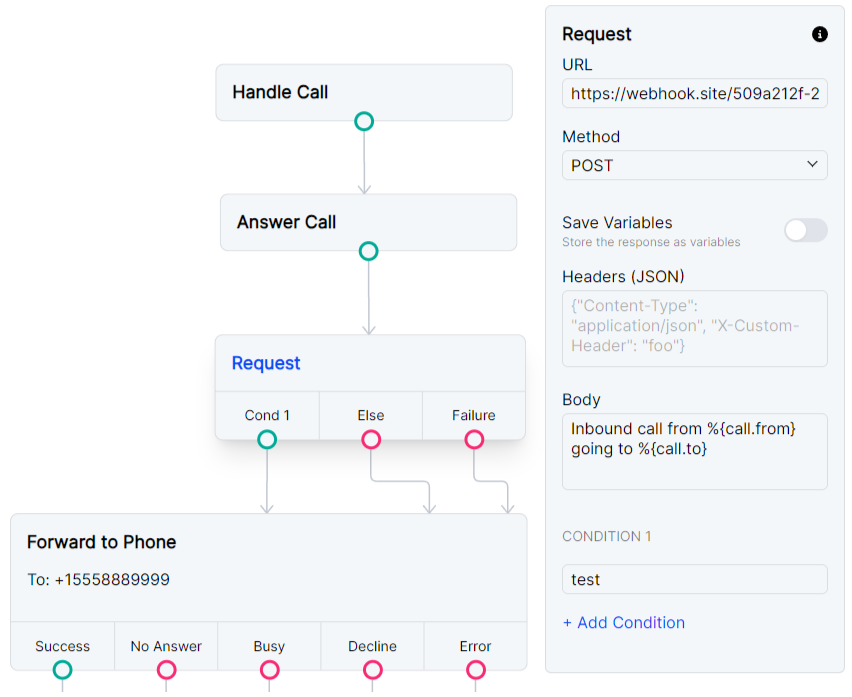 Handle Call
Answer Call
Request
Cond 1
Else
Failure
Forward to Phone
To: +15558889999
Success
No Answer
Busy
Decline
Error
Request
URL
https://webhook.site/509a212f-2
Method
POST
Save Variables
Store the response as variables
Headers (JSON)
{"Content-Type":
"application/json", "X-Custom-
Header": "foo"}
Body
Inbound call from %{call.from}
going to %{call.to}
CONDITION 1
test
+ Add Condition